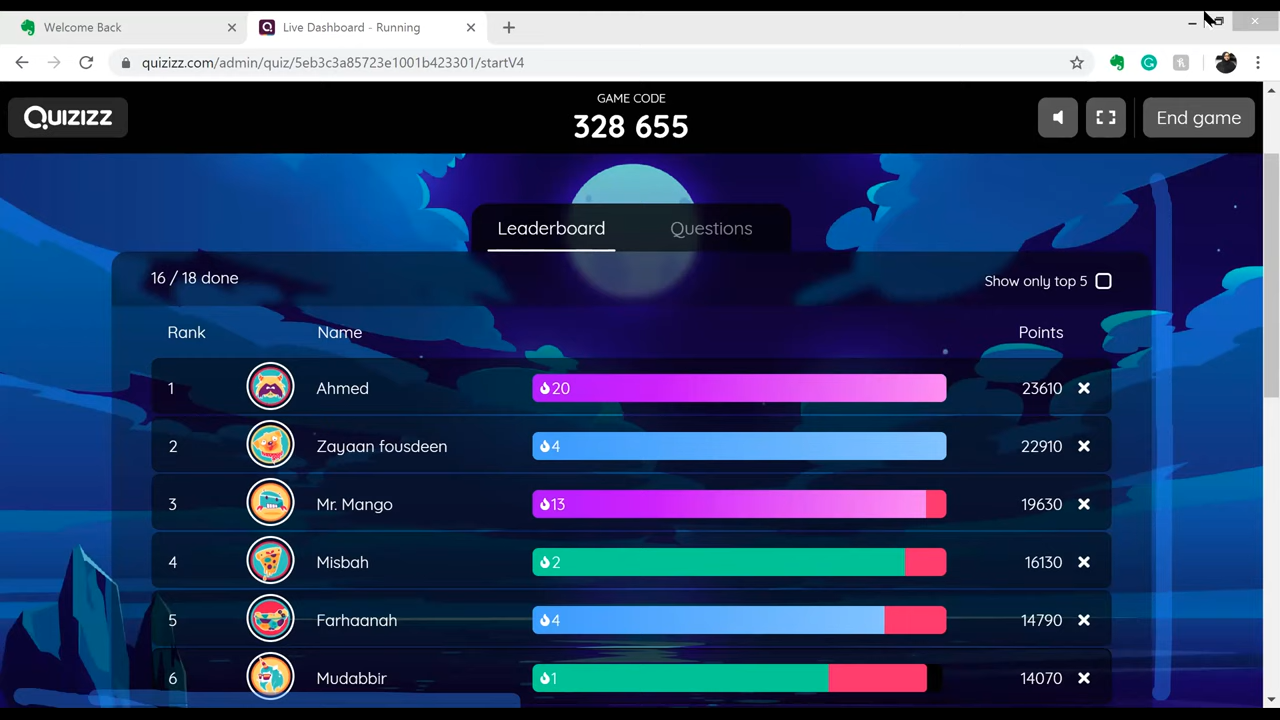 Welcome Back
Live Dashboard - Running
quizizz.com/admin/quiz/5eb3c3a85723e1001b423301/startV4
QUIZIZZ
GAME CODE
328 655
End game
Leaderboard Questions
16 / 18 done
Show only top 5
Rank Name Points
1 Ahmed 20 23610
2 Zayaan fousdeen 4 22910
3 Mr. Mango 13 19630
4 Misbah 2 16130
5 Farhaanah 4 14790
6 Mudabbir 1 14070